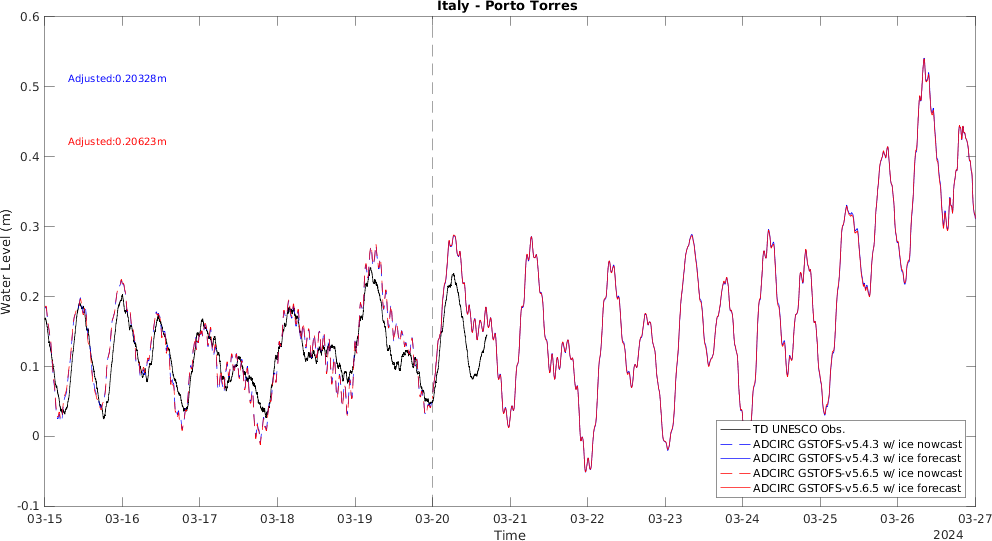 Italy - Porto Torres
Water Level (m)
0.6
0.5
0.4
0.3
0.2
0.1
0
-0.1
Adjusted:0.20328m
Adjusted:0.20623m
TD UNESCO Obs.
ADCIRC GSTOFS-v5.4.3 w/ ice nowcast
ADCIRC GSTOFS-v5.4.3 w/ ice forecast
ADCIRC GSTOFS-v5.6.5 w/ ice nowcast
ADCIRC GSTOFS-v5.6.5 w/ ice forecast
03-15 03-16 03-17 03-18 03-19 03-20 03-21 03-22 03-23 03-24 03-25 03-26 03-27
Time
2024